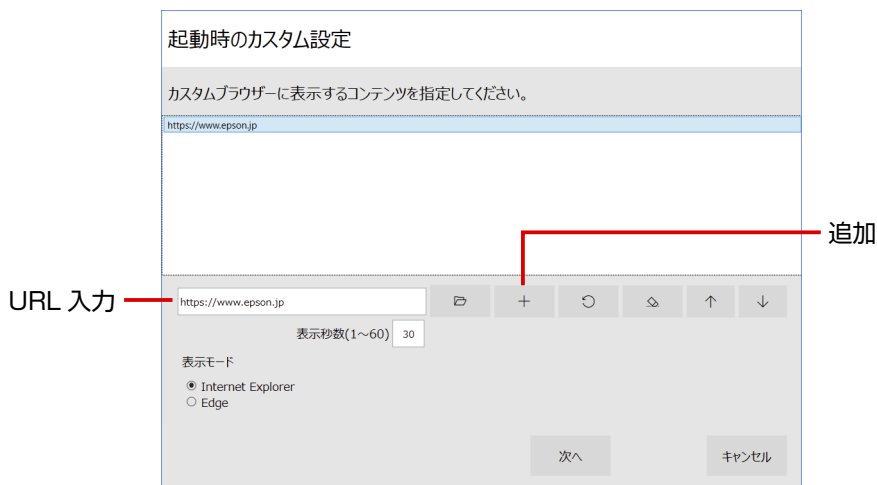 起動時のカスタム設定
カスタムブラウザーに表示するコンテンツを指定してください。
https://www.epson.jp
追加
URL 入力
https://www.epson.jp
表示秒数(1～60) 30
表示モード
Internet Explorer
Edge
次へ
キャンセル